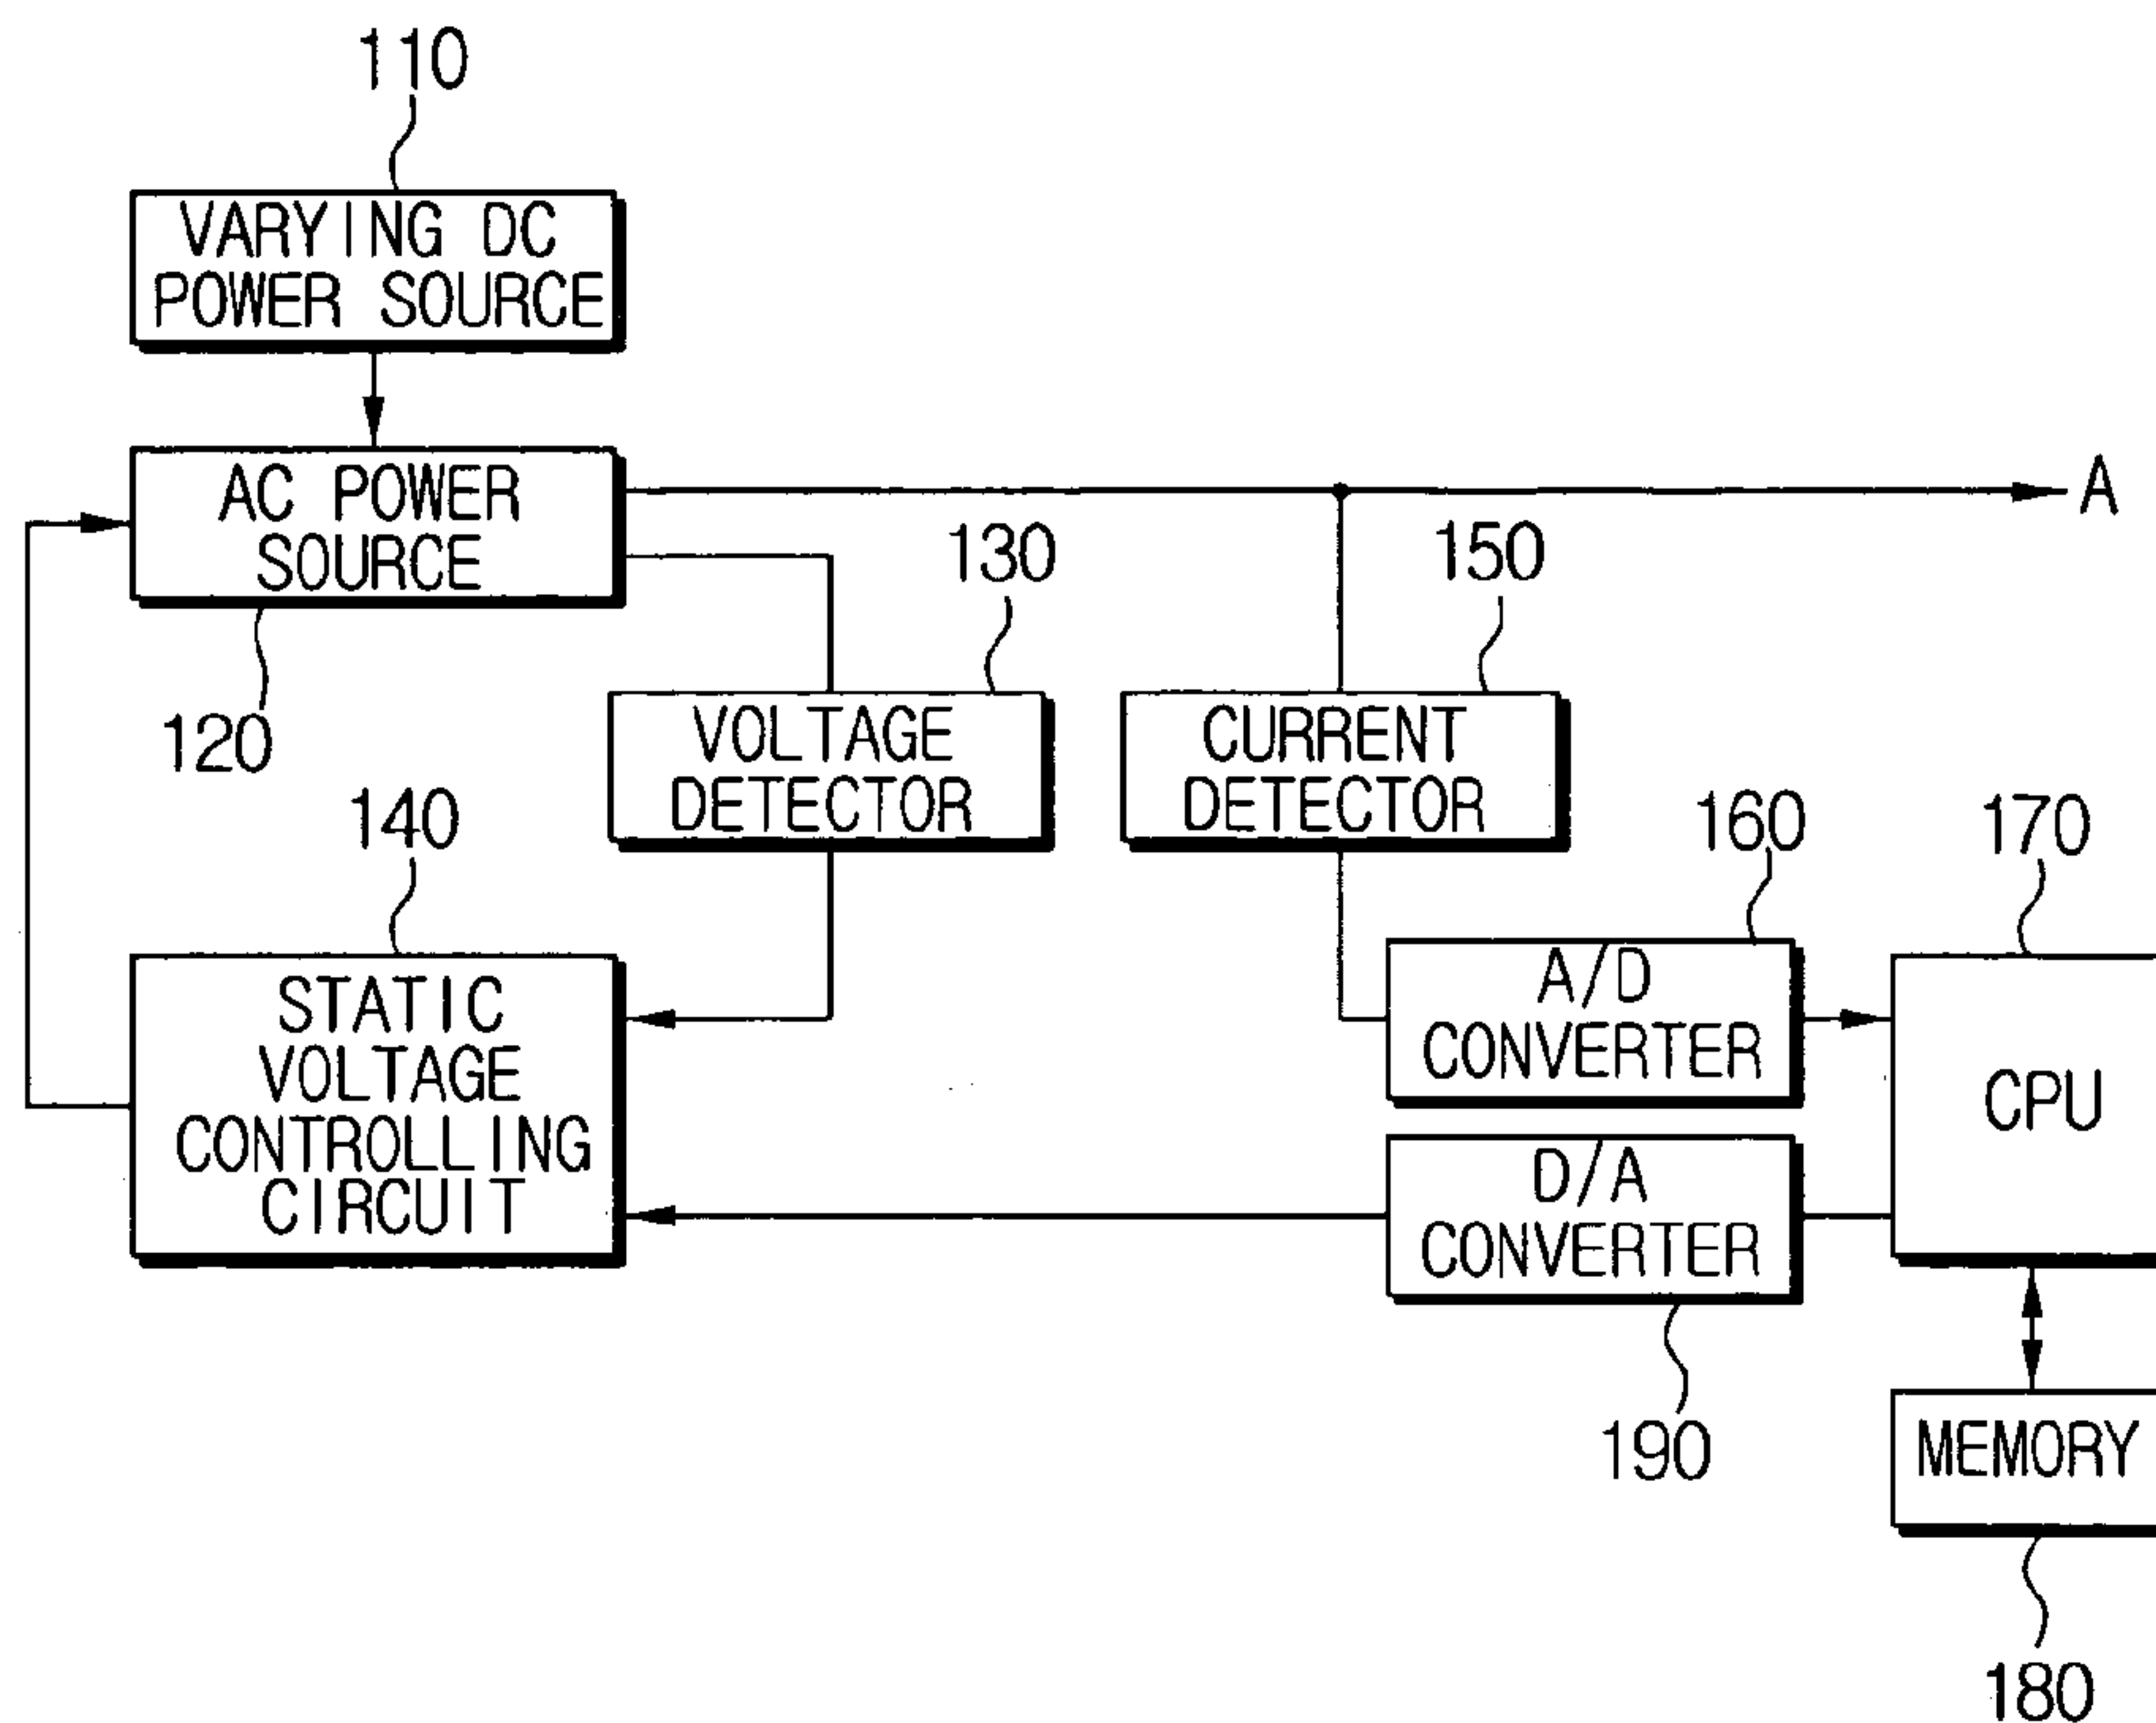 110
VARYING DC
POWER SOURCE
AC POWER
SOURCE
A
120
130
150
VOLTAGE
DETECTOR
CURRENT
DETECTOR
140
160
170
STATIC
VOLTAGE
CONTROLLING
CIRCUIT
A/D
CONVERTER
CPU
D/A
CONVERTER
190
MEMORY
180